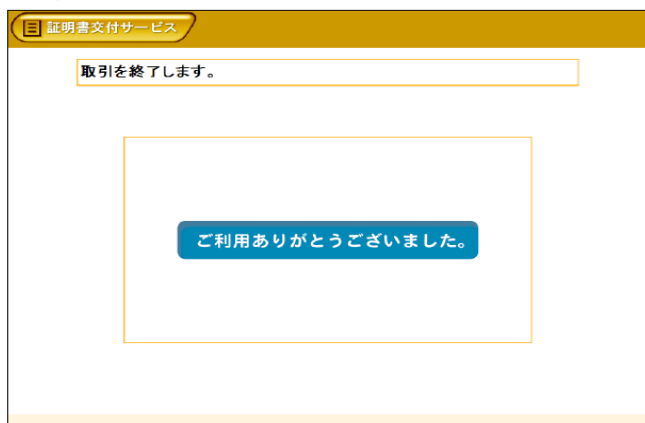 証明書交付サービス
取引を終了します。
ご利用ありがとうございました。